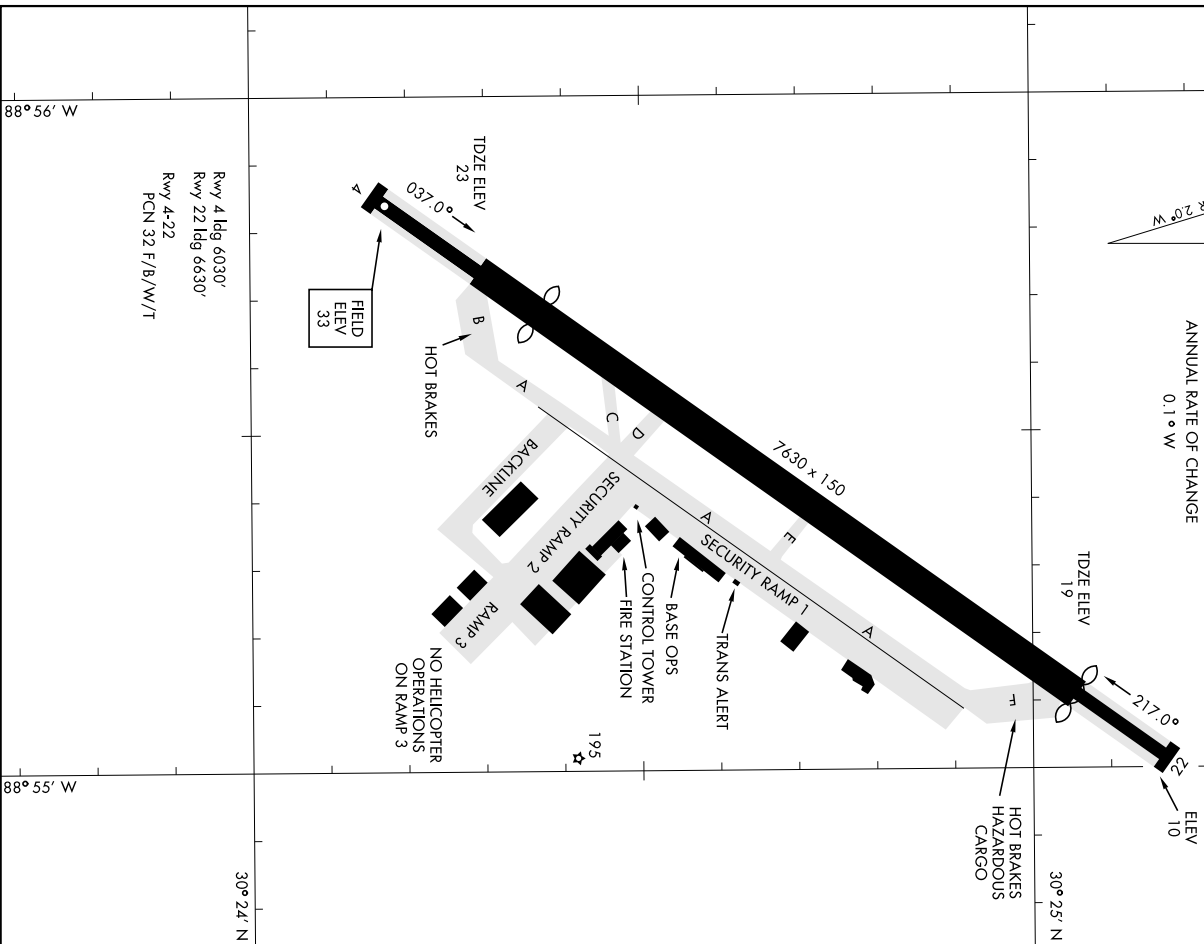 88° 56' W
Rwy 4 ldg 6030'
Rwy 22 ldg 6630'
Rwy 4-22
PCN 32 F/B/W/T
TDZE ELEV
23
037.0°
4
FIELD
ELEV
33
B
HOT BRAKES
A
C
D
BACKLINE
SECURITY RAMP 2
RAMP 3
NO HELICOPTER
OPERATIONS
ON RAMP 3
A
SECURITY RAMP 1
E
A
F
7630 x 150
CONTROL TOWER
FIRE STATION
BASE OPS
TRANS ALERT
195
R 2.0° W
ANNUAL RATE OF CHANGE
0.1° W
TDZE ELEV
19
217.0°
22
ELEV
10
HOT BRAKES
HAZARDOUS
CARGO
88° 55' W
30° 24' N
30° 25' N